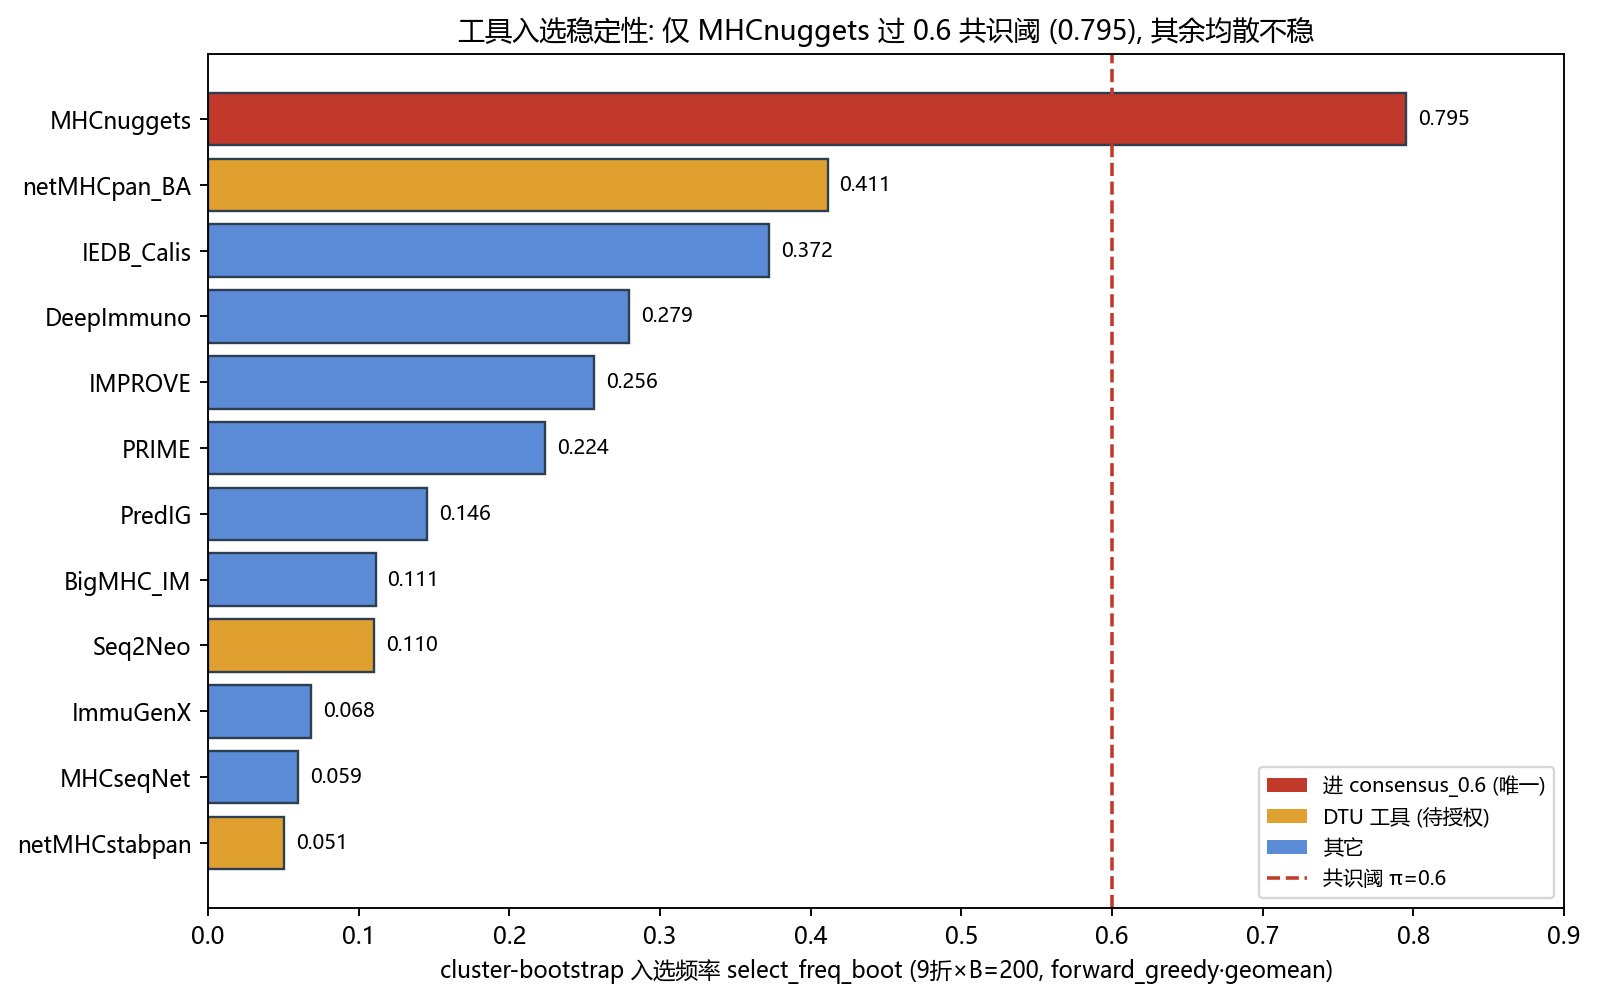 工具入选稳定性: 仅 MHCnuggets 过 0.6 共识阈 (0.795), 其余均散不稳
MHCnuggets 0.795
netMHCpan_BA 0.411
IEDB_Calis 0.372
DeepImmuno 0.279
IMPROVE 0.256
PRIME 0.224
PredIG 0.146
BigMHC_IM 0.111
Seq2Neo 0.110
ImmuGenX 0.068
MHCseqNet 0.059
netMHCstabpan 0.051
进 consensus_0.6 (唯一)
DTU 工具 (待授权)
其它
共识阈 π=0.6
0.0 0.1 0.2 0.3 0.4 0.5 0.6 0.7 0.8 0.9
cluster-bootstrap 入选频率 select_freq_boot (9折×B=200, forward_greedy·geomean)